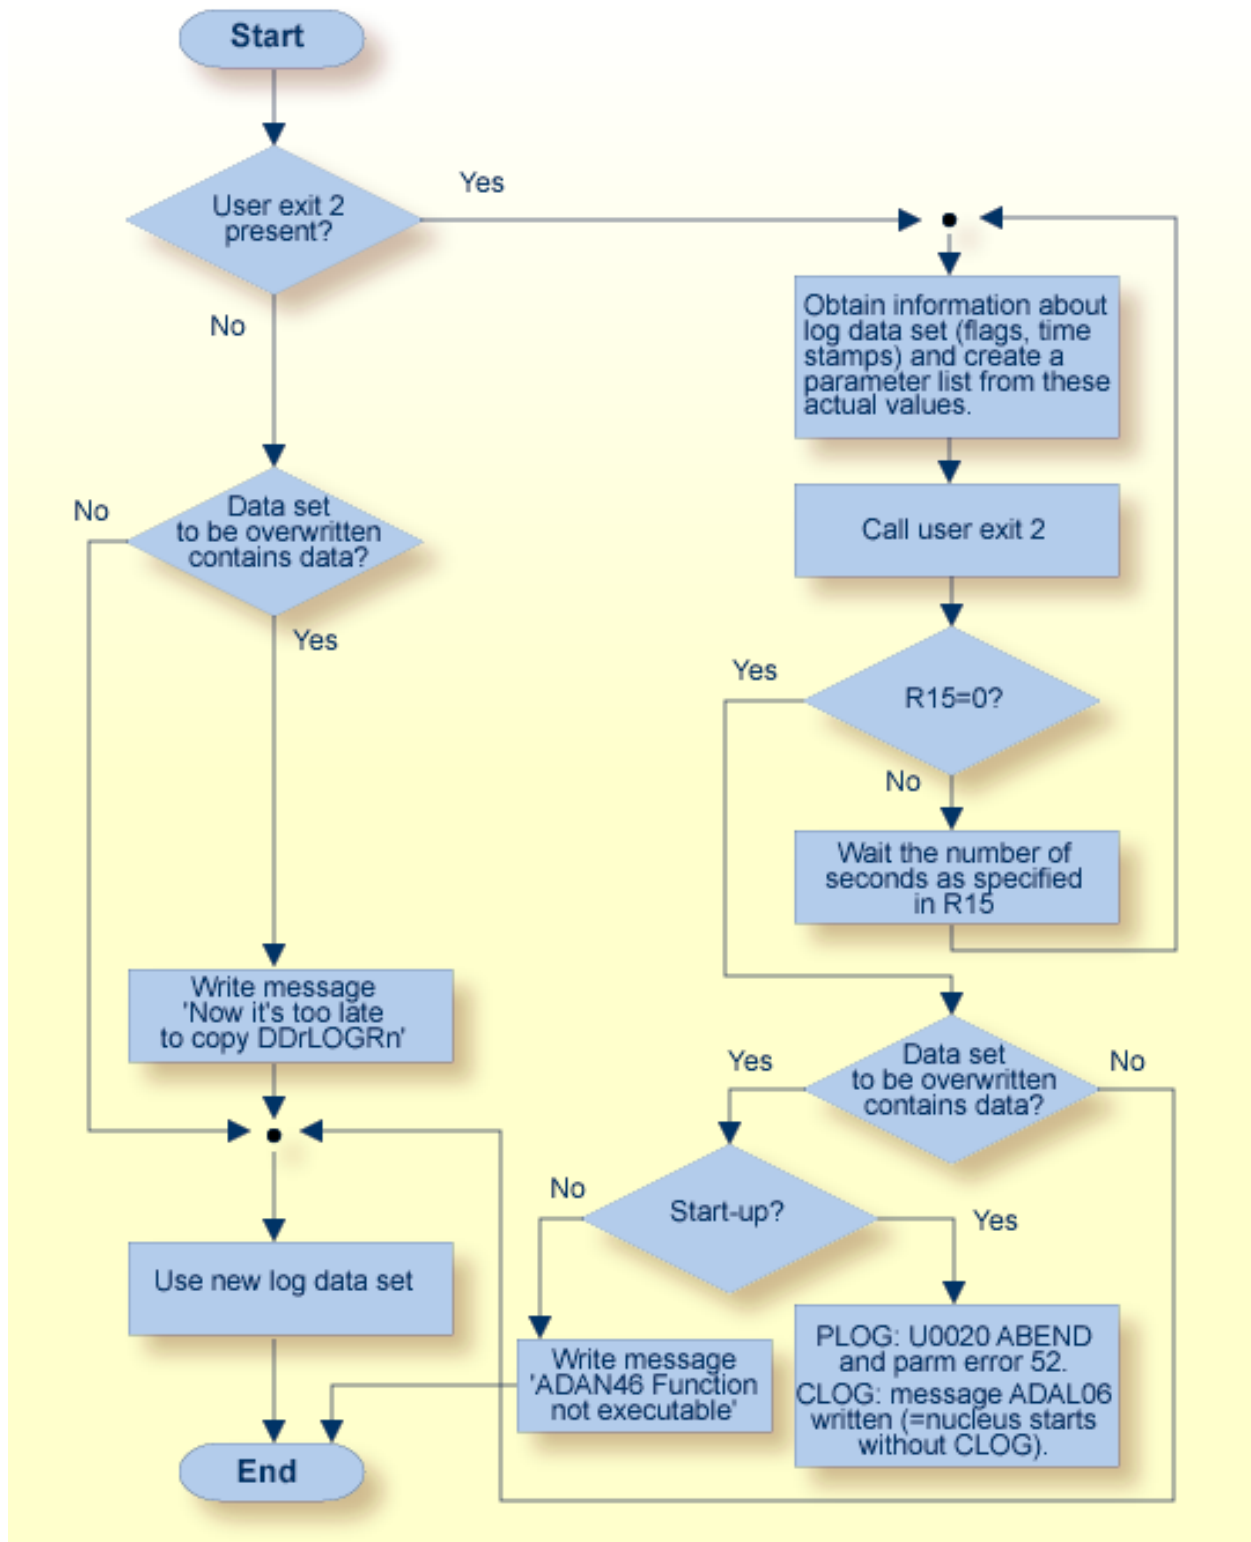 Start
User exit 2
present?
Yes
No
Obtain information about
log data set (flags, time
stamps) and create a
parameter list from these
actual values.
Call user exit 2
R15=0?
Yes
No
Wait the number of
seconds as specified
in R15
Data set
to be overwritten
contains data?
No
Yes
Write message
'Now it's too late
to copy DDrLOGRn'
Data set
to be overwritten
contains data?
Yes
No
Start-up?
No
Yes
Use new log data set
Write message
'ADAN46 Function
not executable'
PLOG: U0020 ABEND
and parm error 52.
CLOG: message ADAL06
written (=nucleus starts
without CLOG).
End